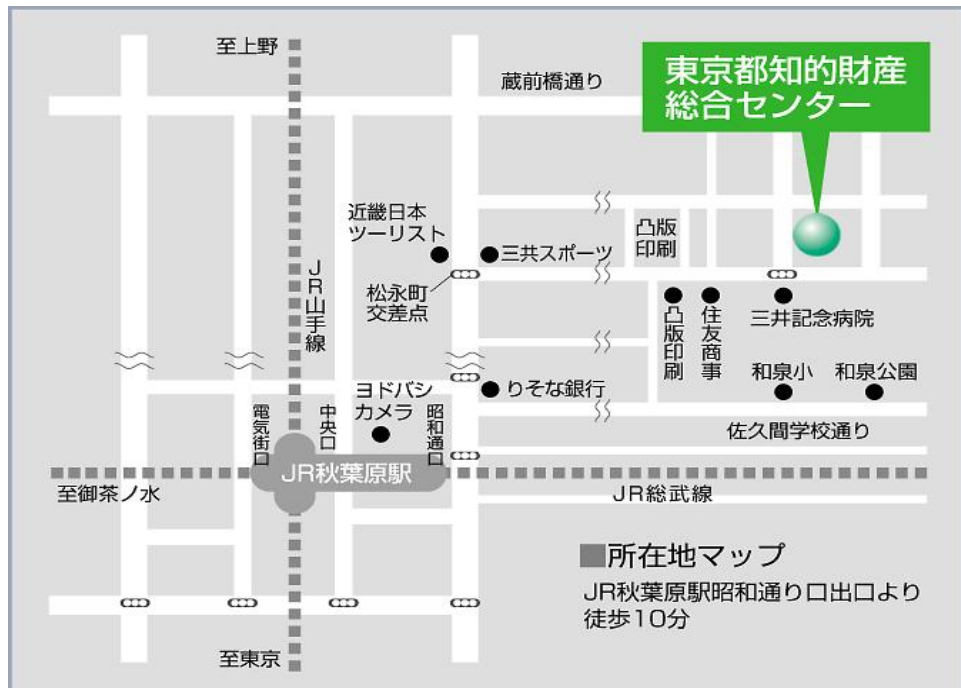 至上野
蔵前橋通り
東京都知的財産
総合センター
近畿日本
ツーリスト
三共スポーツ
凸版
印刷
JR山手線
松永町
交差点
凸版印刷
住友商事
三井記念病院
ヨドバシ
カメラ
りそな銀行
和泉小
和泉公園
電気街口
中央口
昭和通口
佐久間学校通り
JR秋葉原駅
至御茶ノ水
JR総武線
■所在地マップ
JR秋葉原駅昭和通り口出口より
徒歩10分
至東京